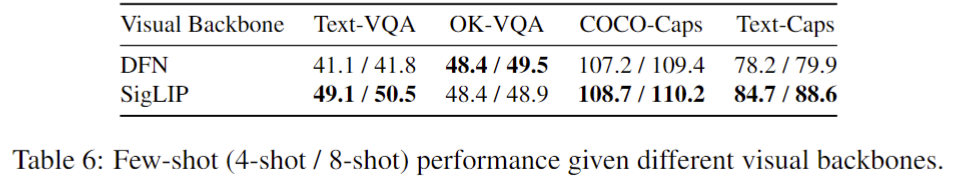 Visual Backbone Text-VQA OK-VQA COCO-Caps Text-Caps
DFN 41.1 / 41.8 48.4 / 49.5 107.2 / 109.4 78.2 / 79.9
SigLIP 49.1 / 50.5 48.4 / 48.9 108.7 / 110.2 84.7 / 88.6
Table 6: Few-shot (4-shot / 8-shot) performance given different visual backbones.